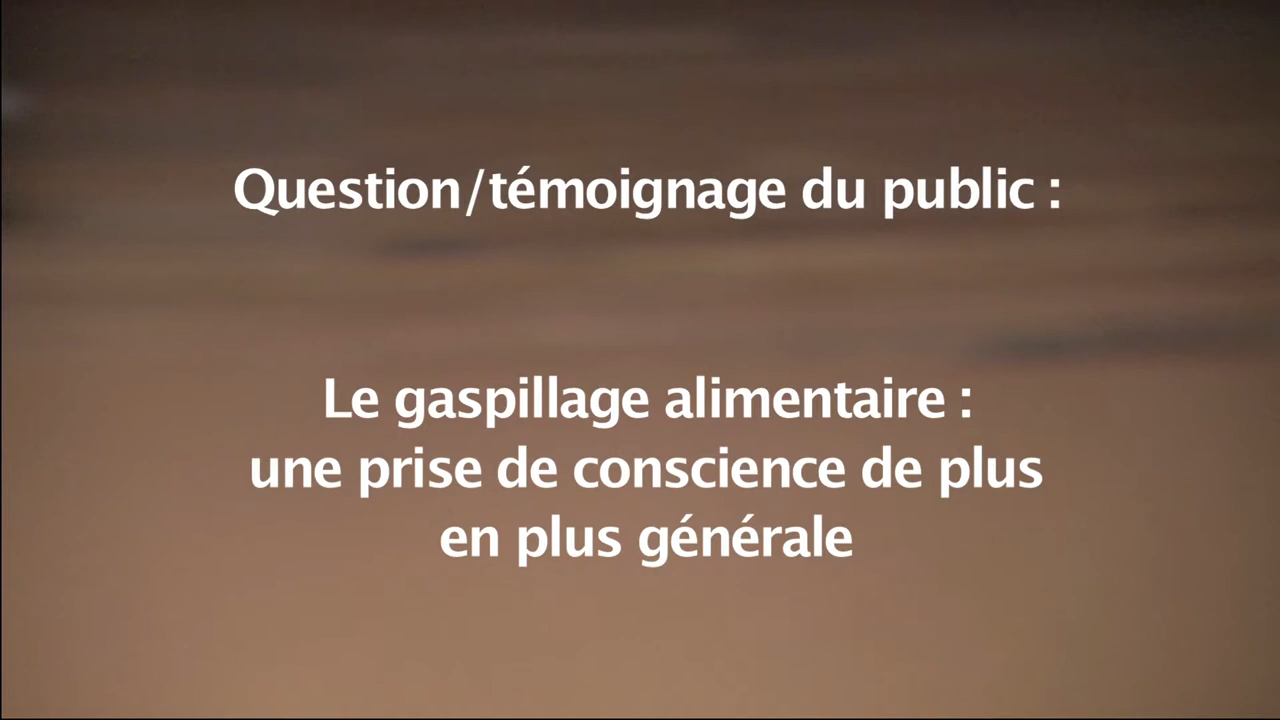 Question/témoignage du public :
Le gaspillage alimentaire :
une prise de conscience de plus
en plus générale